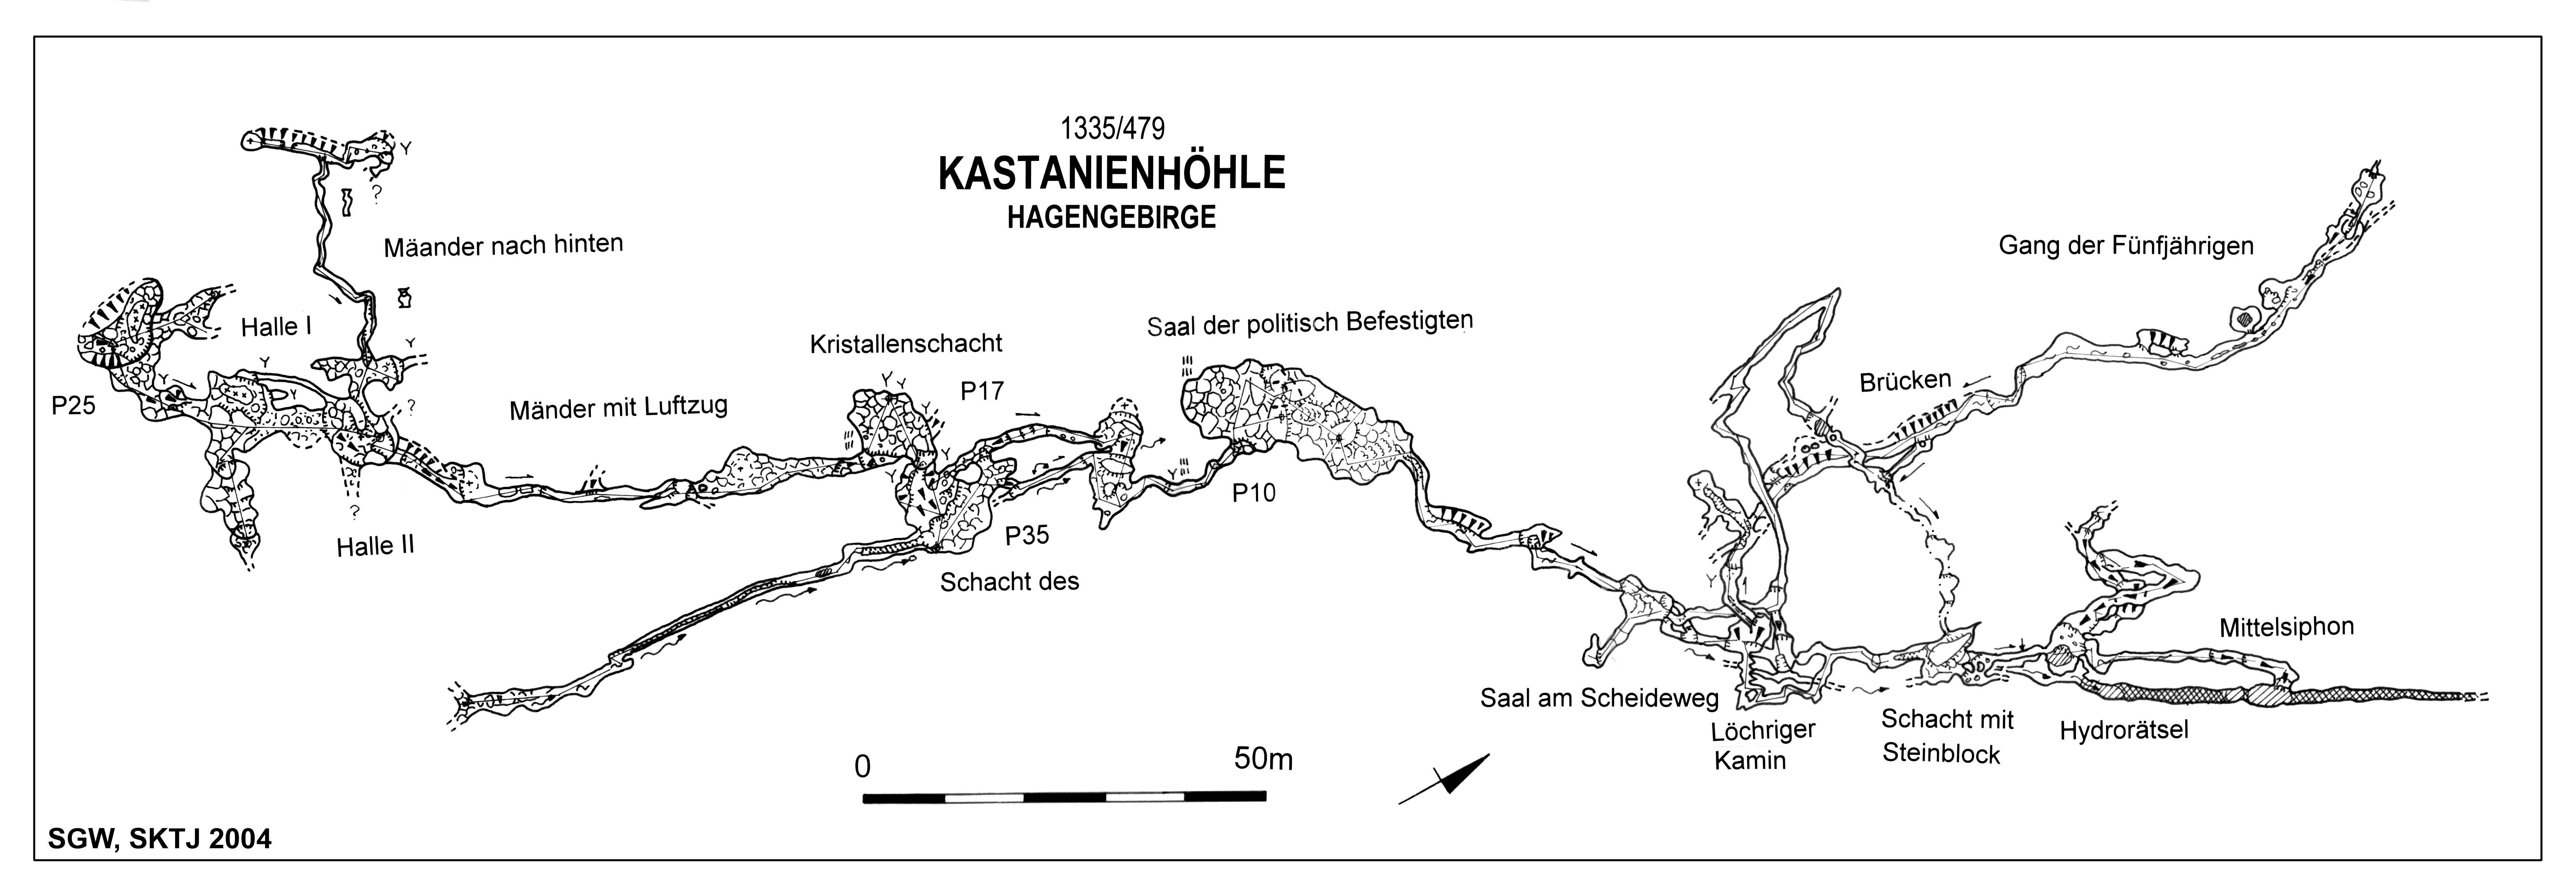 1335/479
KASTANIENHÖHLE
HAGENGEBIRGE
Mäander nach hinten
Halle I
P25
Mänder mit Luftzug
Halle II
Kristallenschacht
P17
Saal der politisch Befestigten
P10
P35
Schacht des
Gang der Fünfjährigen
Brücken
Mittelsiphon
Saal am Scheideweg
Löchriger
Kamin
Schacht mit
Steinblock
Hydrorätsel
0
50m
SGW, SKTJ 2004
?
?
?